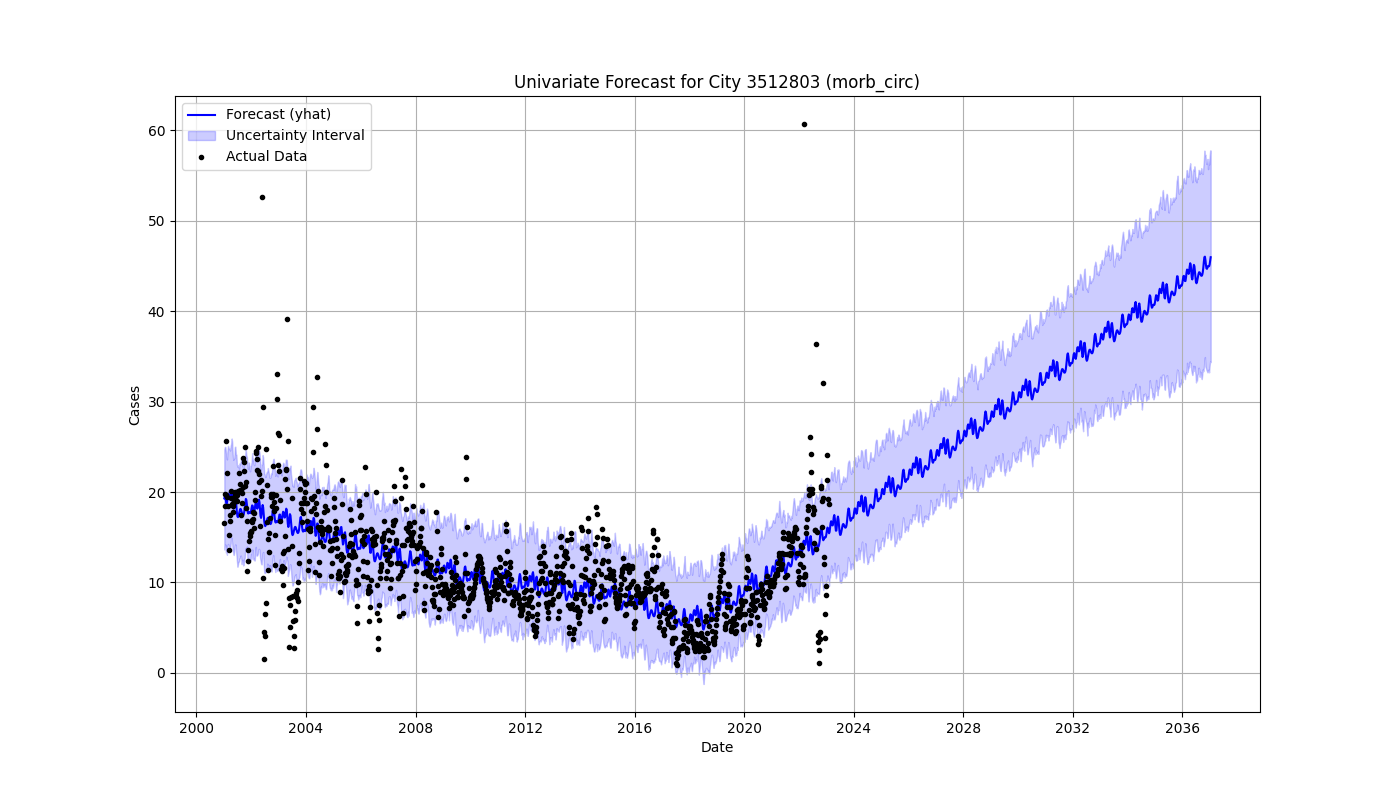 Univariate Forecast for City 3512803 (morb_circ)
Forecast (yhat)
Uncertainty Interval
Actual Data
60
50
40
30
20
10
0
Cases
2000 2004 2008 2012 2016 2020 2024 2028 2032 2036
Date